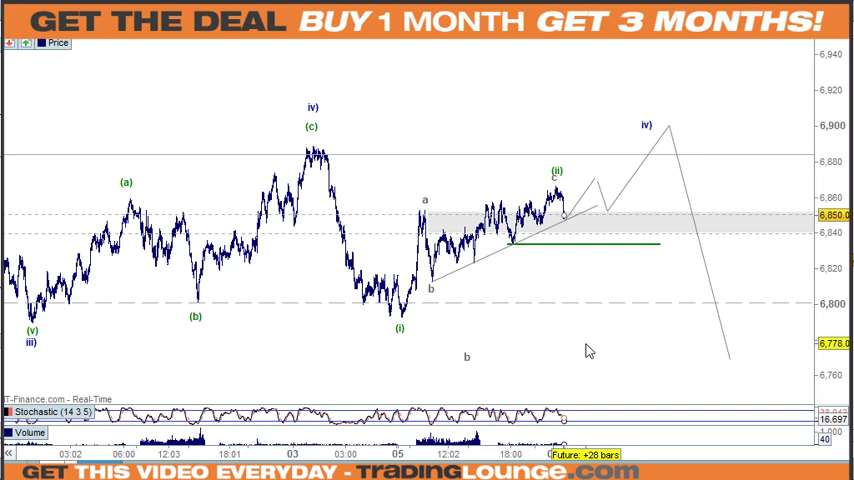 GET THE DEAL BUY 1 MONTH GET 3 MONTHS!
Price
6,940
6,920
iv)
(c)
iv)
6,900
6,880
(a)
(ii)
c
a
6,860
6,850.0
6,840
6,820
b
6,800
(b)
(i)
(v)
iii)
6,778.0
b
6,760
IT-Finance.com - Real-Time
Stochastic (14 3 5)
16.697
Volume
40
03:02 06:00 12:03 18:01 03 03:00 05 12:02 18:00
Future: +28 bars
GET THIS VIDEO EVERYDAY - TRADINGLOUNGE.com